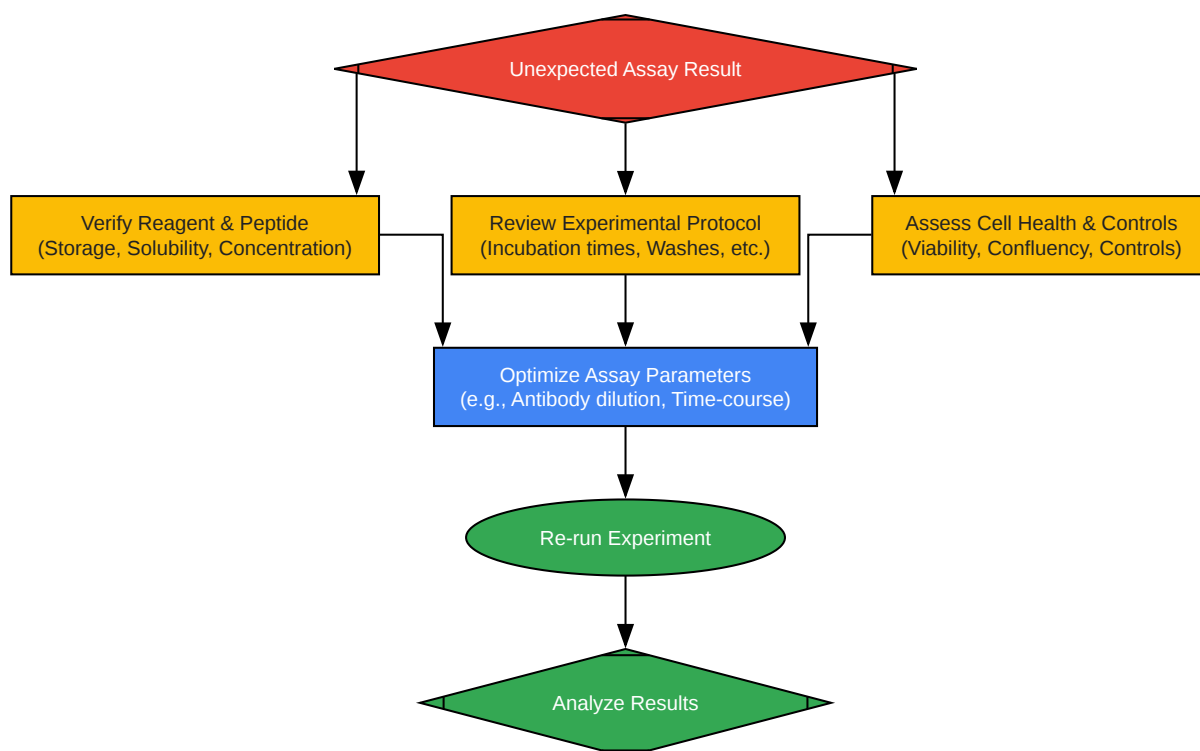 Unexpected Assay Result
Verify Reagent & Peptide
(Storage, Solubility, Concentration)
Review Experimental Protocol
(Incubation times, Washes, etc.)
Assess Cell Health & Controls
(Viability, Confluency, Controls)
Optimize Assay Parameters
(e.g., Antibody dilution, Time-course)
Re-run Experiment
Analyze Results